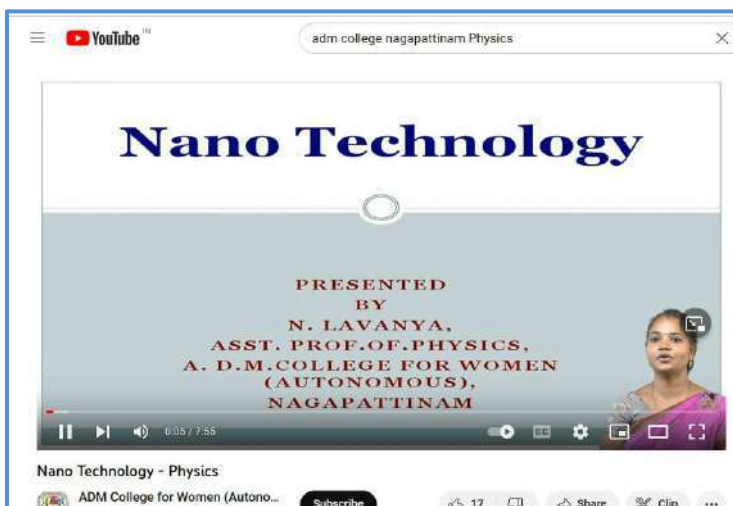 YouTube IN
adm college nagapattinam Physics
Nano Technology
PRESENTED
BY
N. LAVANYA,
ASST. PROF.OF.PHYSICS,
A. D.M.COLLEGE FOR WOMEN
(AUTONOMOUS),
NAGAPATTINAM
0:05 / 7:55
CC
Nano Technology - Physics
ADM College for Women (Autono...
Subscribe
17
Share
Clip
...